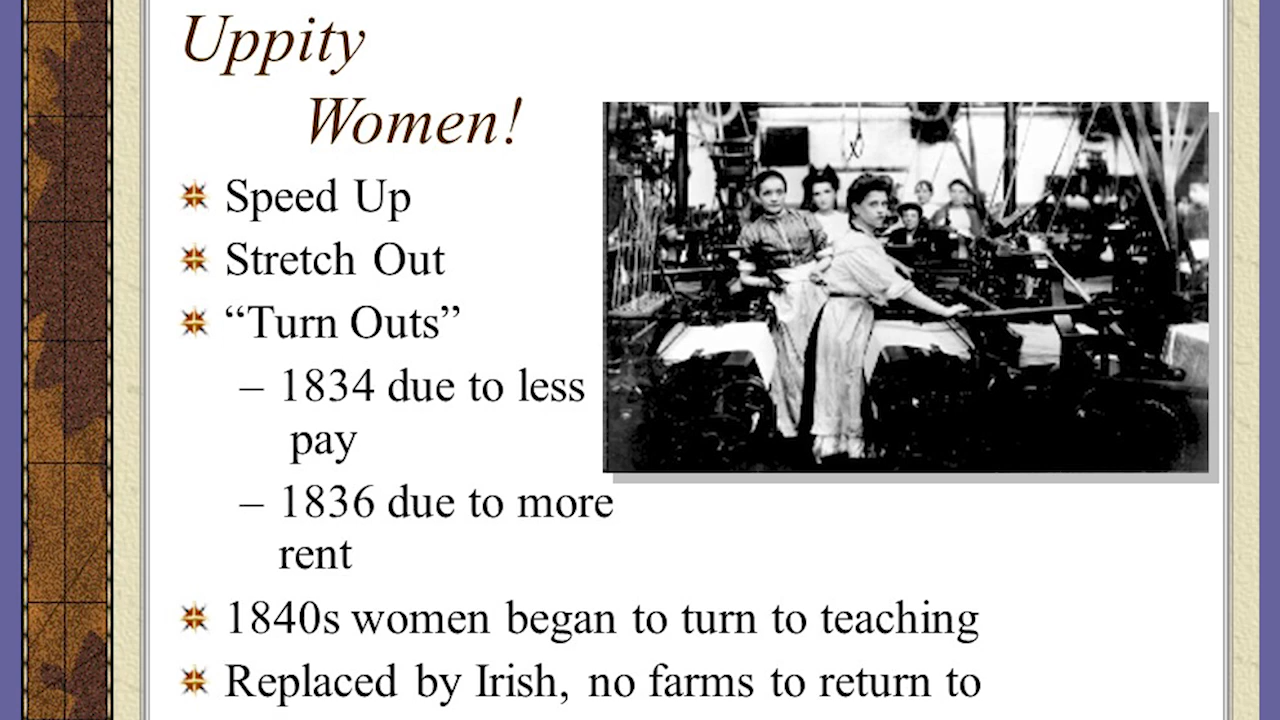 Uppity
Women!
Speed Up
Stretch Out
“Turn Outs”
– 1834 due to less
pay
– 1836 due to more
rent
1840s women began to turn to teaching
Replaced by Irish, no farms to return to